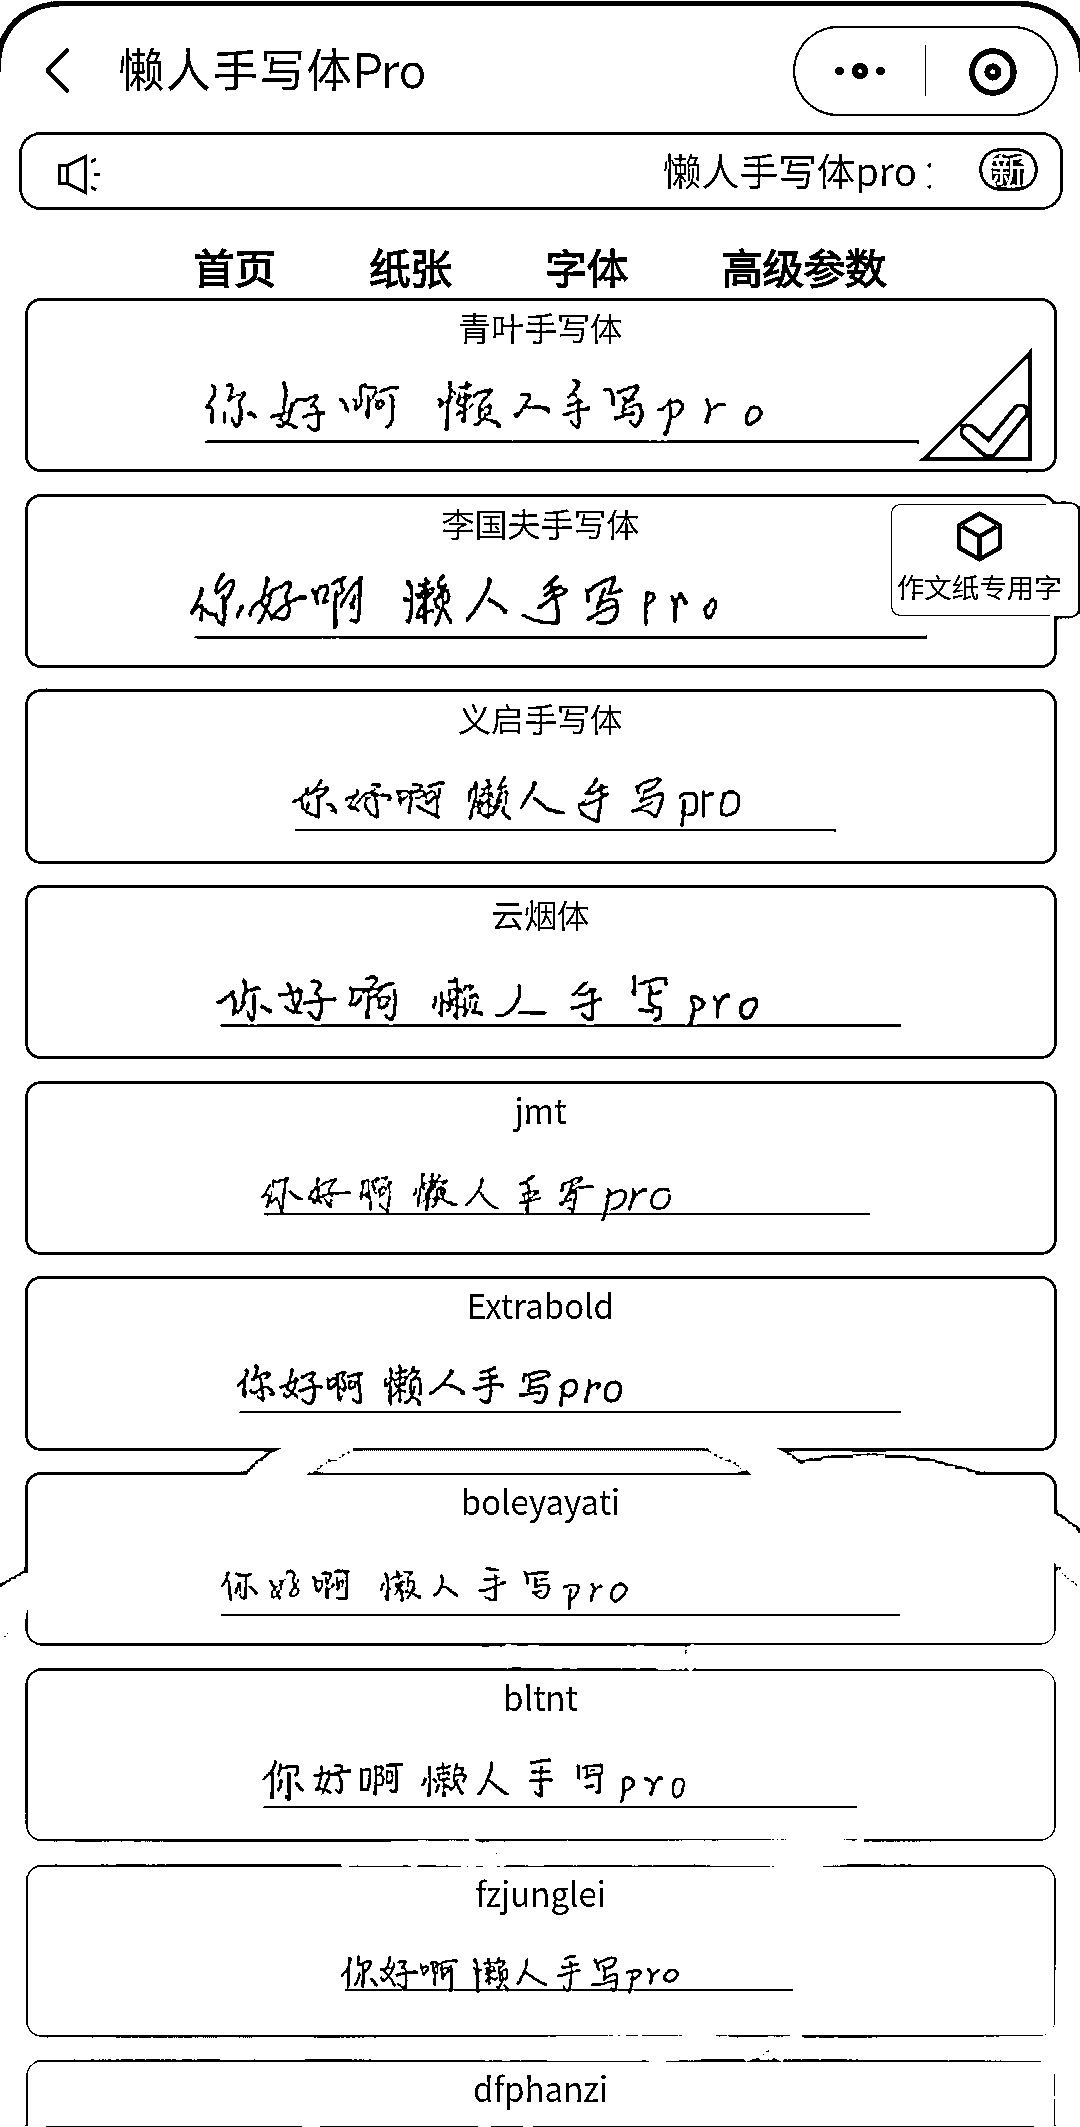 懒人手写体Pro
懒人手写体pro： 新
首页 纸张 字体 高级参数
青叶手写体
你好啊 懒人手写pro
李国夫手写体
作文纸专用字
你好啊 懒人手写pro
义启手写体
你好啊 懒人手写pro
云烟体
你好啊 懒人手写pro
jmt
你好啊 懒人手写pro
Extrabold
你好啊 懒人手写pro
boleyayati
你好啊 懒人手写pro
bltnt
你好啊 懒人手写pro
fzjunglei
你好啊 懒人手写pro
dfphanzi